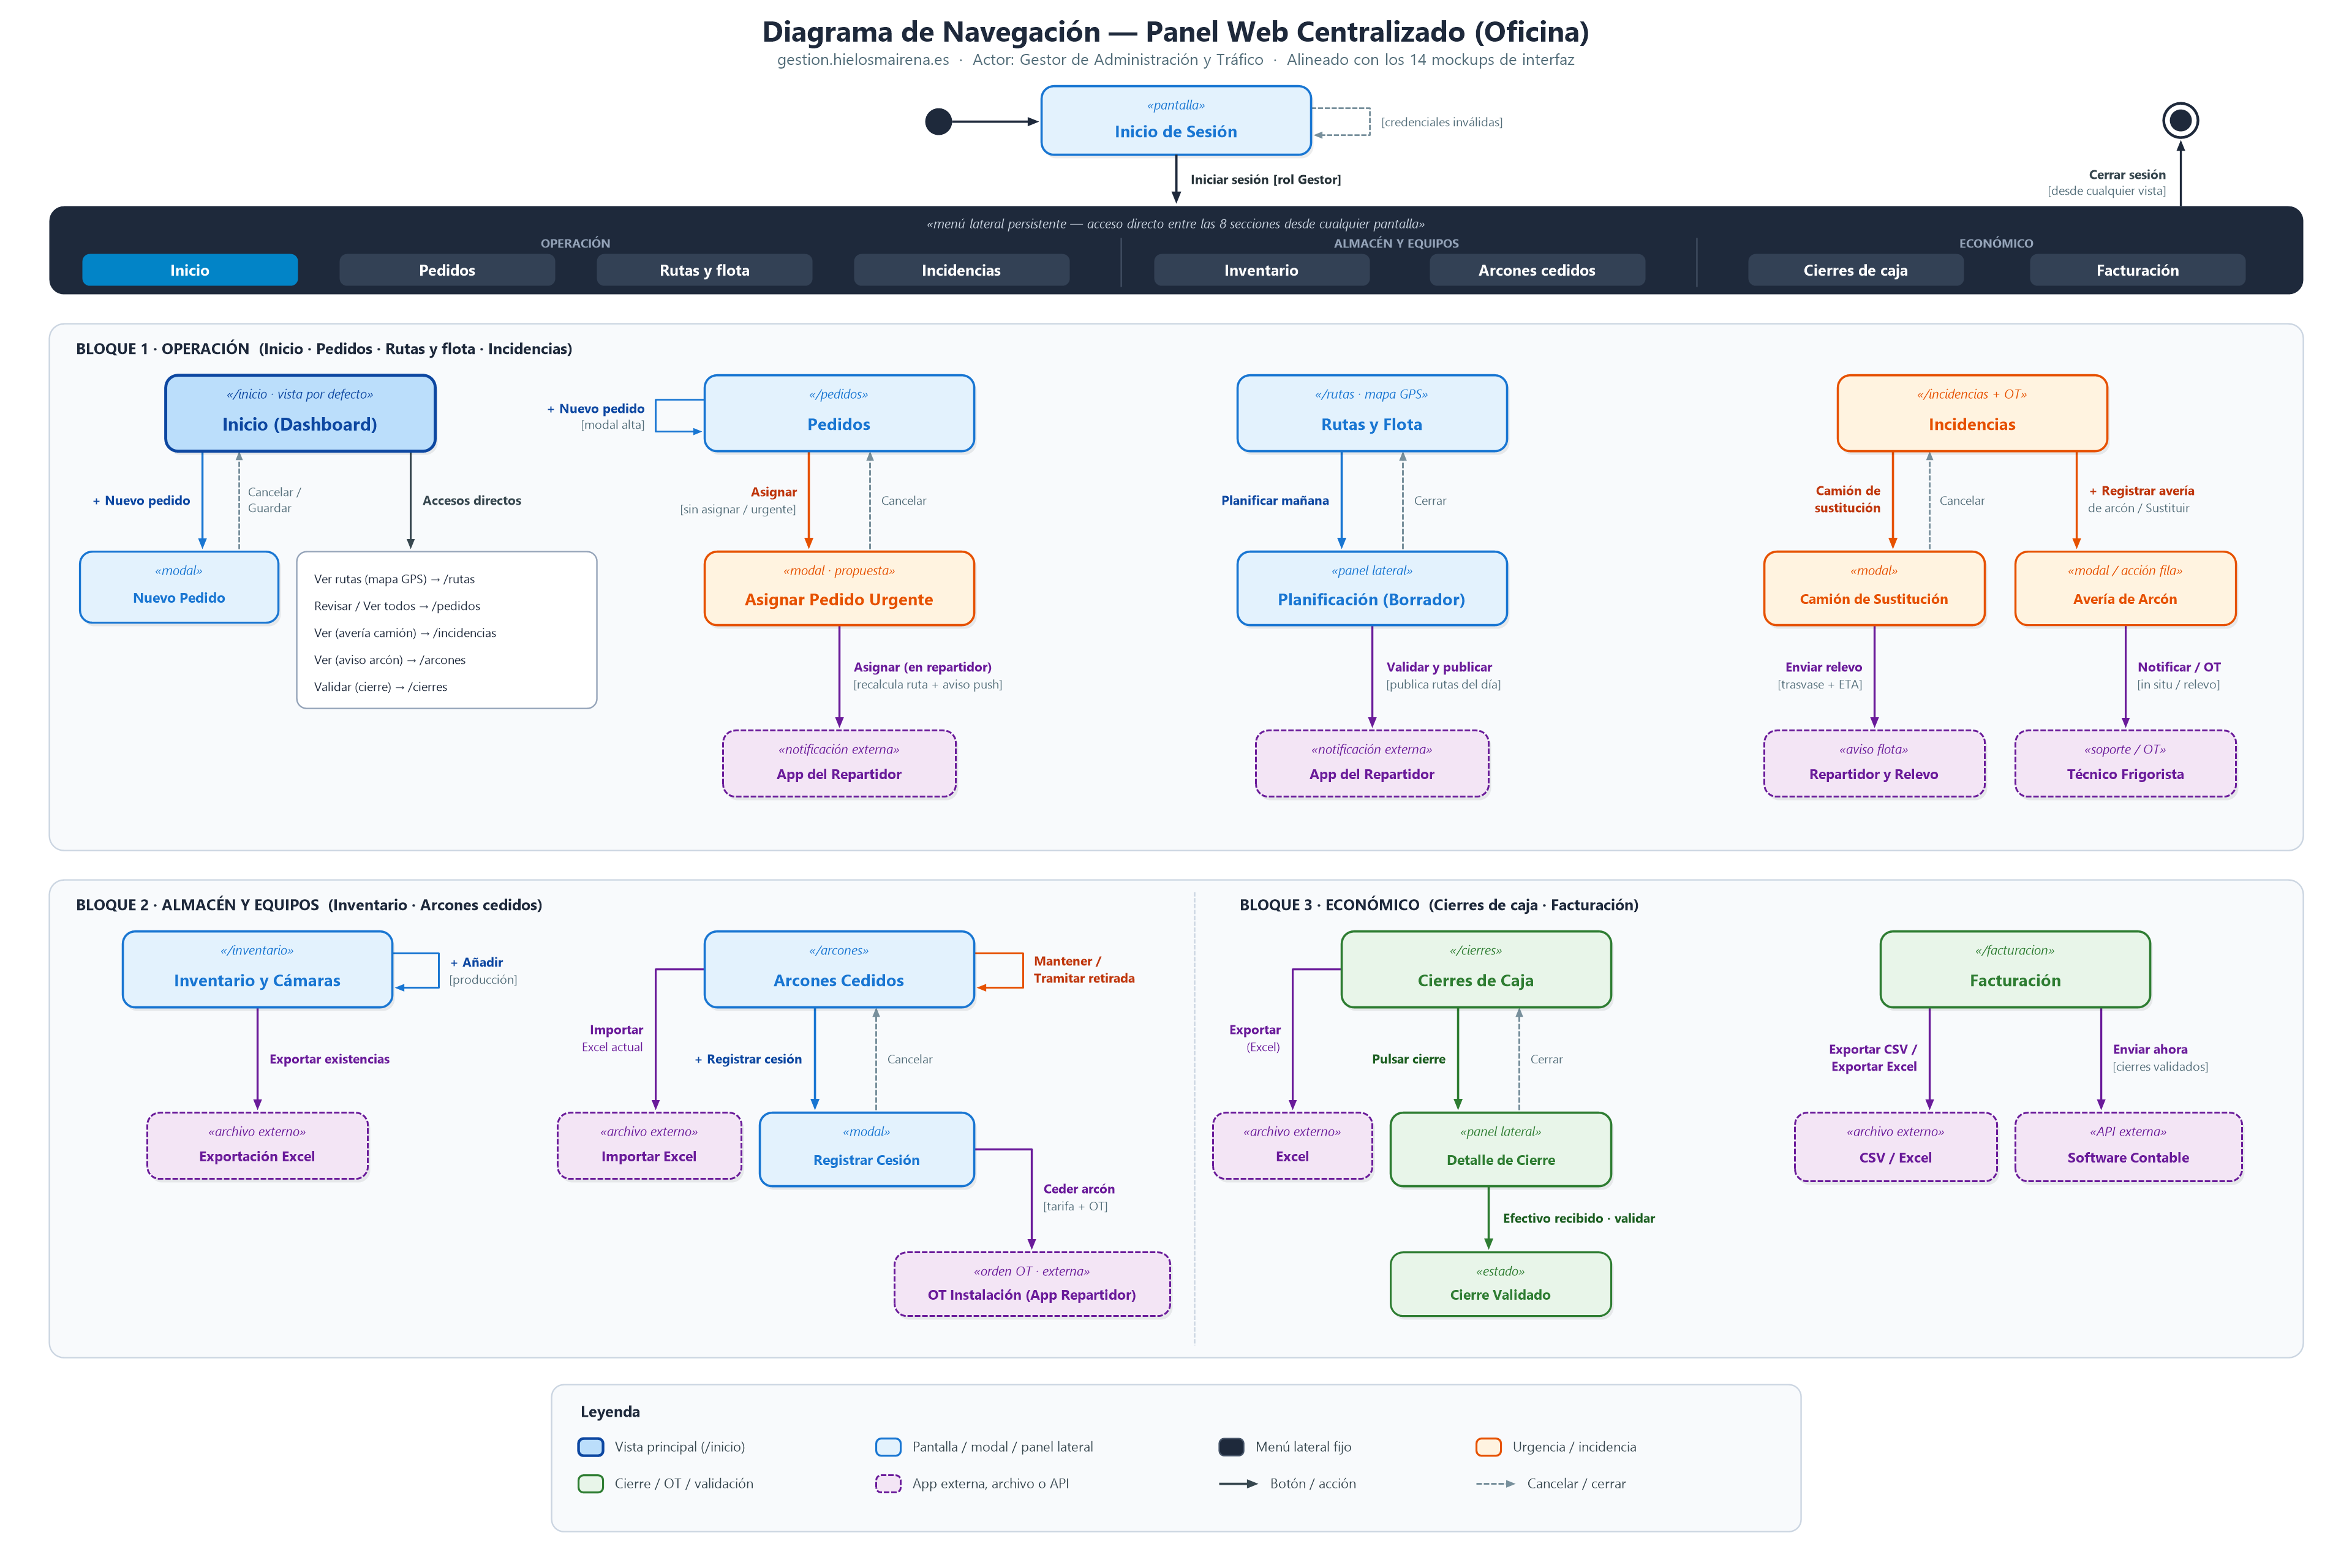 Diagrama de Navegación — Panel Web Centralizado (Oficina)
gestion.hielosmairena.es · Actor: Gestor de Administración y Tráfico · Alineado con los 14 mockups de interfaz
«pantalla»
Inicio de Sesión
[credenciales inválidas]
Iniciar sesión [rol Gestor]
Cerrar sesión
[desde cualquier vista]
«menú lateral persistente — acceso directo entre las 8 secciones desde cualquier pantalla»
OPERACIÓN
ALMACÉN Y EQUIPOS
ECONÓMICO
Inicio
Pedidos
Rutas y flota
Incidencias
Inventario
Arcones cedidos
Cierres de caja
Facturación
BLOQUE 1 · OPERACIÓN (Inicio · Pedidos · Rutas y flota · Incidencias)
«/inicio · vista por defecto»
Inicio (Dashboard)
+ Nuevo pedido
Cancelar /
Guardar
Accesos directos
«modal»
Nuevo Pedido
Ver rutas (mapa GPS) → /rutas
Revisar / Ver todos → /pedidos
Ver (avería camión) → /incidencias
Ver (aviso arcón) → /arcones
Validar (cierre) → /cierres
+ Nuevo pedido
[modal alta]
«/pedidos»
Pedidos
Asignar
[sin asignar / urgente]
Cancelar
«modal · propuesta»
Asignar Pedido Urgente
Asignar (en repartidor)
[recalcula ruta + aviso push]
«notificación externa»
App del Repartidor
«/rutas · mapa GPS»
Rutas y Flota
Planificar mañana
Cerrar
«panel lateral»
Planificación (Borrador)
Validar y publicar
[publica rutas del día]
«notificación externa»
App del Repartidor
«/incidencias + OT»
Incidencias
Camión de
sustitución
Cancelar
+ Registrar avería
de arcón / Sustituir
«modal»
Camión de Sustitución
«modal / acción fila»
Avería de Arcón
Enviar relevo
[trasvase + ETA]
Notificar / OT
[in situ / relevo]
«aviso flota»
Repartidor y Relevo
«soporte / OT»
Técnico Frigorista
BLOQUE 2 · ALMACÉN Y EQUIPOS (Inventario · Arcones cedidos)
«/inventario»
Inventario y Cámaras
+ Añadir
[producción]
Exportar existencias
«archivo externo»
Exportación Excel
«/arcones»
Arcones Cedidos
Mantener /
Tramitar retirada
Importar
Excel actual
+ Registrar cesión
Cancelar
«archivo externo»
Importar Excel
«modal»
Registrar Cesión
Ceder arcón
[tarifa + OT]
«orden OT · externa»
OT Instalación (App Repartidor)
BLOQUE 3 · ECONÓMICO (Cierres de caja · Facturación)
«/cierres»
Cierres de Caja
Exportar
(Excel)
Pulsar cierre
Cerrar
«archivo externo»
Excel
«panel lateral»
Detalle de Cierre
Efectivo recibido · validar
«estado»
Cierre Validado
«/facturacion»
Facturación
Exportar CSV /
Exportar Excel
Enviar ahora
[cierres validados]
«archivo externo»
CSV / Excel
«API externa»
Software Contable
Leyenda
Vista principal (/inicio)
Pantalla / modal / panel lateral
Menú lateral fijo
Urgencia / incidencia
Cierre / OT / validación
App externa, archivo o API
Botón / acción
Cancelar / cerrar